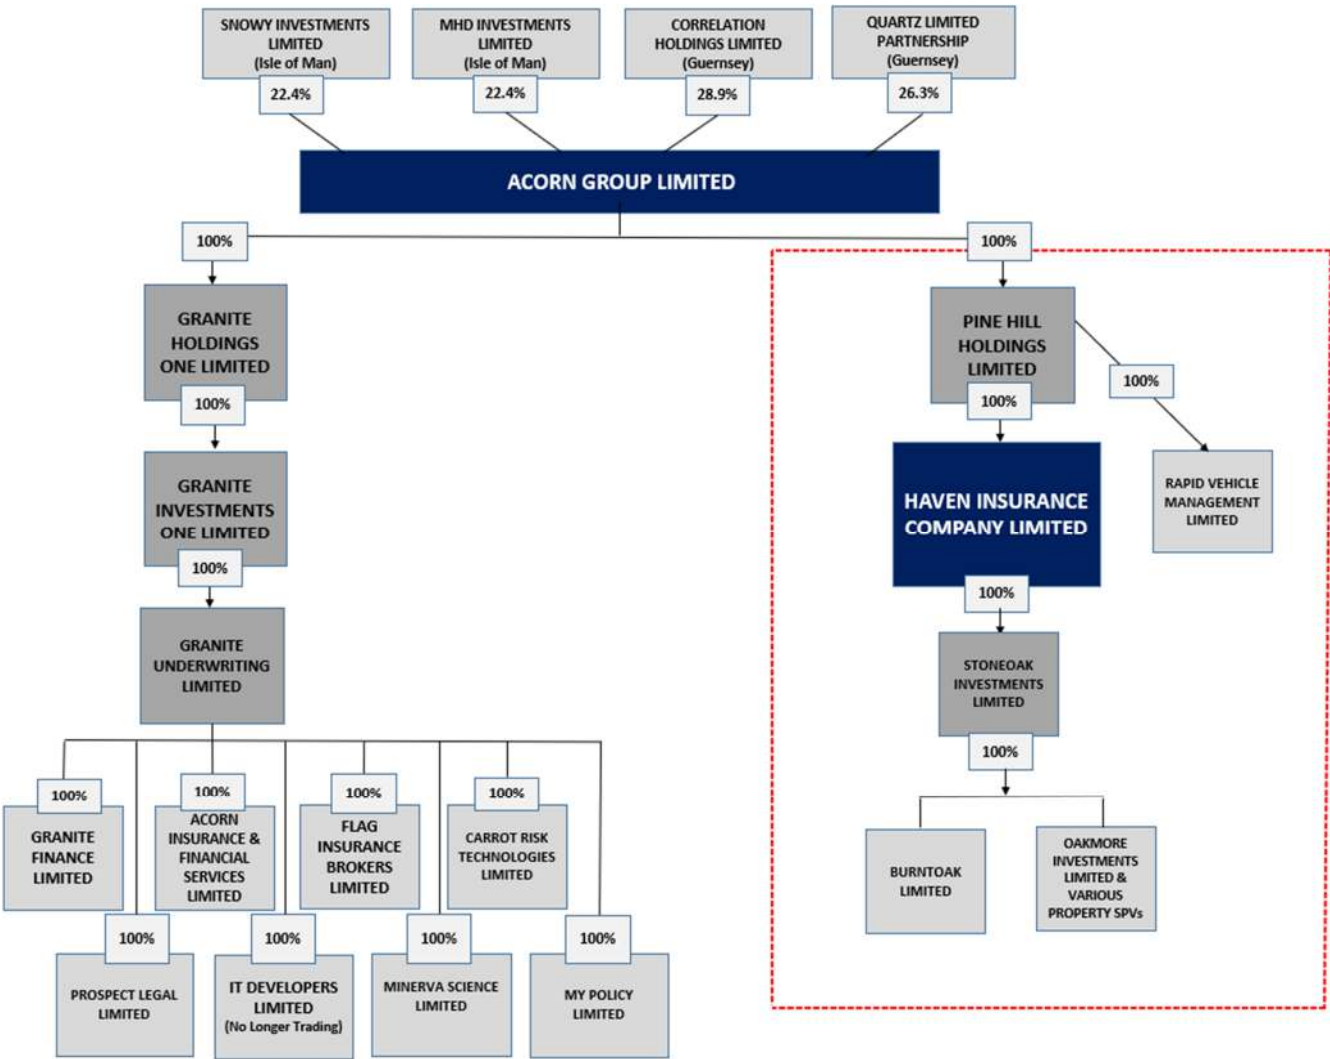 SNOWY INVESTMENTS
LIMITED
(Isle of Man)
22.4%
MHD INVESTMENTS
LIMITED
(Isle of Man)
22.4%
CORRELATION
HOLDINGS LIMITED
(Guernsey)
28.9%
QUARTZ LIMITED
PARTNERSHIP
(Guernsey)
26.3%
ACORN GROUP LIMITED
100%
GRANITE
HOLDINGS
ONE LIMITED
100%
GRANITE
INVESTMENTS
ONE LIMITED
100%
GRANITE
UNDERWRITING
LIMITED
100%
GRANITE
FINANCE
LIMITED
100%
ACORN
INSURANCE &
FINANCIAL
SERVICES
LIMITED
100%
FLAG
INSURANCE
BROKERS
LIMITED
100%
CARROT RISK
TECHNOLOGIES
LIMITED
100%
PROSPECT LEGAL
LIMITED
100%
IT DEVELOPERS
LIMITED
(No Longer Trading)
100%
MINERVA SCIENCE
LIMITED
100%
MY POLICY
LIMITED
100%
PINE HILL
HOLDINGS
LIMITED
100%
100%
RAPID VEHICLE
MANAGEMENT
LIMITED
HAVEN INSURANCE
COMPANY LIMITED
100%
STONEOAK
INVESTMENTS
LIMITED
100%
BURNTOAK
LIMITED
OAKMORE
INVESTMENTS
LIMITED &
VARIOUS
PROPERTY SPVs